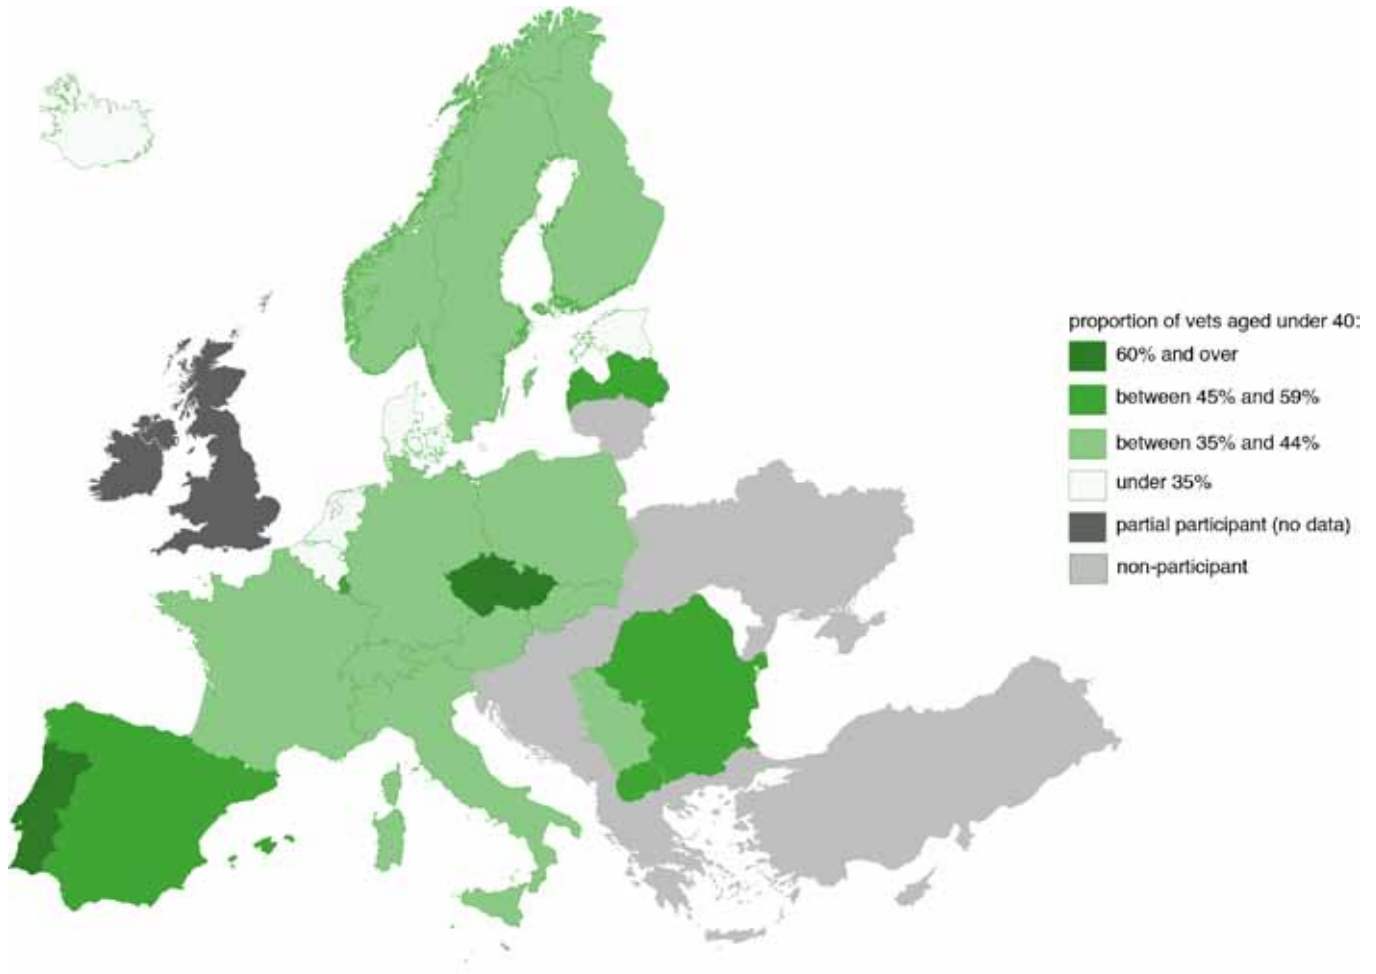 proportion of vets aged under 40:
60% and over
between 45% and 59%
between 35% and 44%
under 35%
partial participant (no data)
non-participant